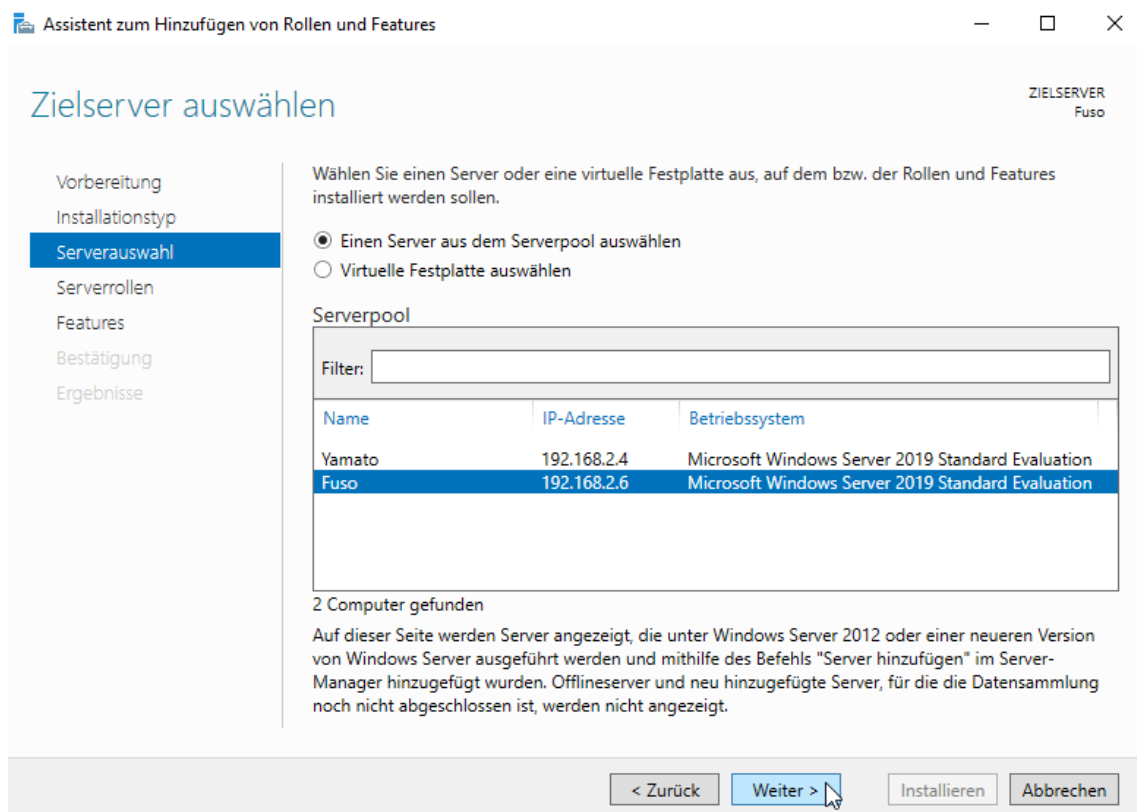 Assistent zum Hinzufügen von Rollen und Features
Zielserver auswählen
ZIELSERVER
Fuso
Vorbereitung
Installationstyp
Serverauswahl
Serverrollen
Features
Bestätigung
Ergebnisse
Wählen Sie einen Server oder eine virtuelle Festplatte aus, auf dem bzw. der Rollen und Features
installiert werden sollen.
Einen Server aus dem Serverpool auswählen
Virtuelle Festplatte auswählen
Serverpool
Filter:
Name IP-Adresse Betriebssystem
Yamato 192.168.2.4 Microsoft Windows Server 2019 Standard Evaluation
Fuso 192.168.2.6 Microsoft Windows Server 2019 Standard Evaluation
2 Computer gefunden
Auf dieser Seite werden Server angezeigt, die unter Windows Server 2012 oder einer neueren Version
von Windows Server ausgeführt werden und mithilfe des Befehls "Server hinzufügen" im Server-
Manager hinzugefügt wurden. Offlineserver und neu hinzugefügte Server, für die die Datensammlung
noch nicht abgeschlossen ist, werden nicht angezeigt.
< Zurück Weiter > Installieren Abbrechen